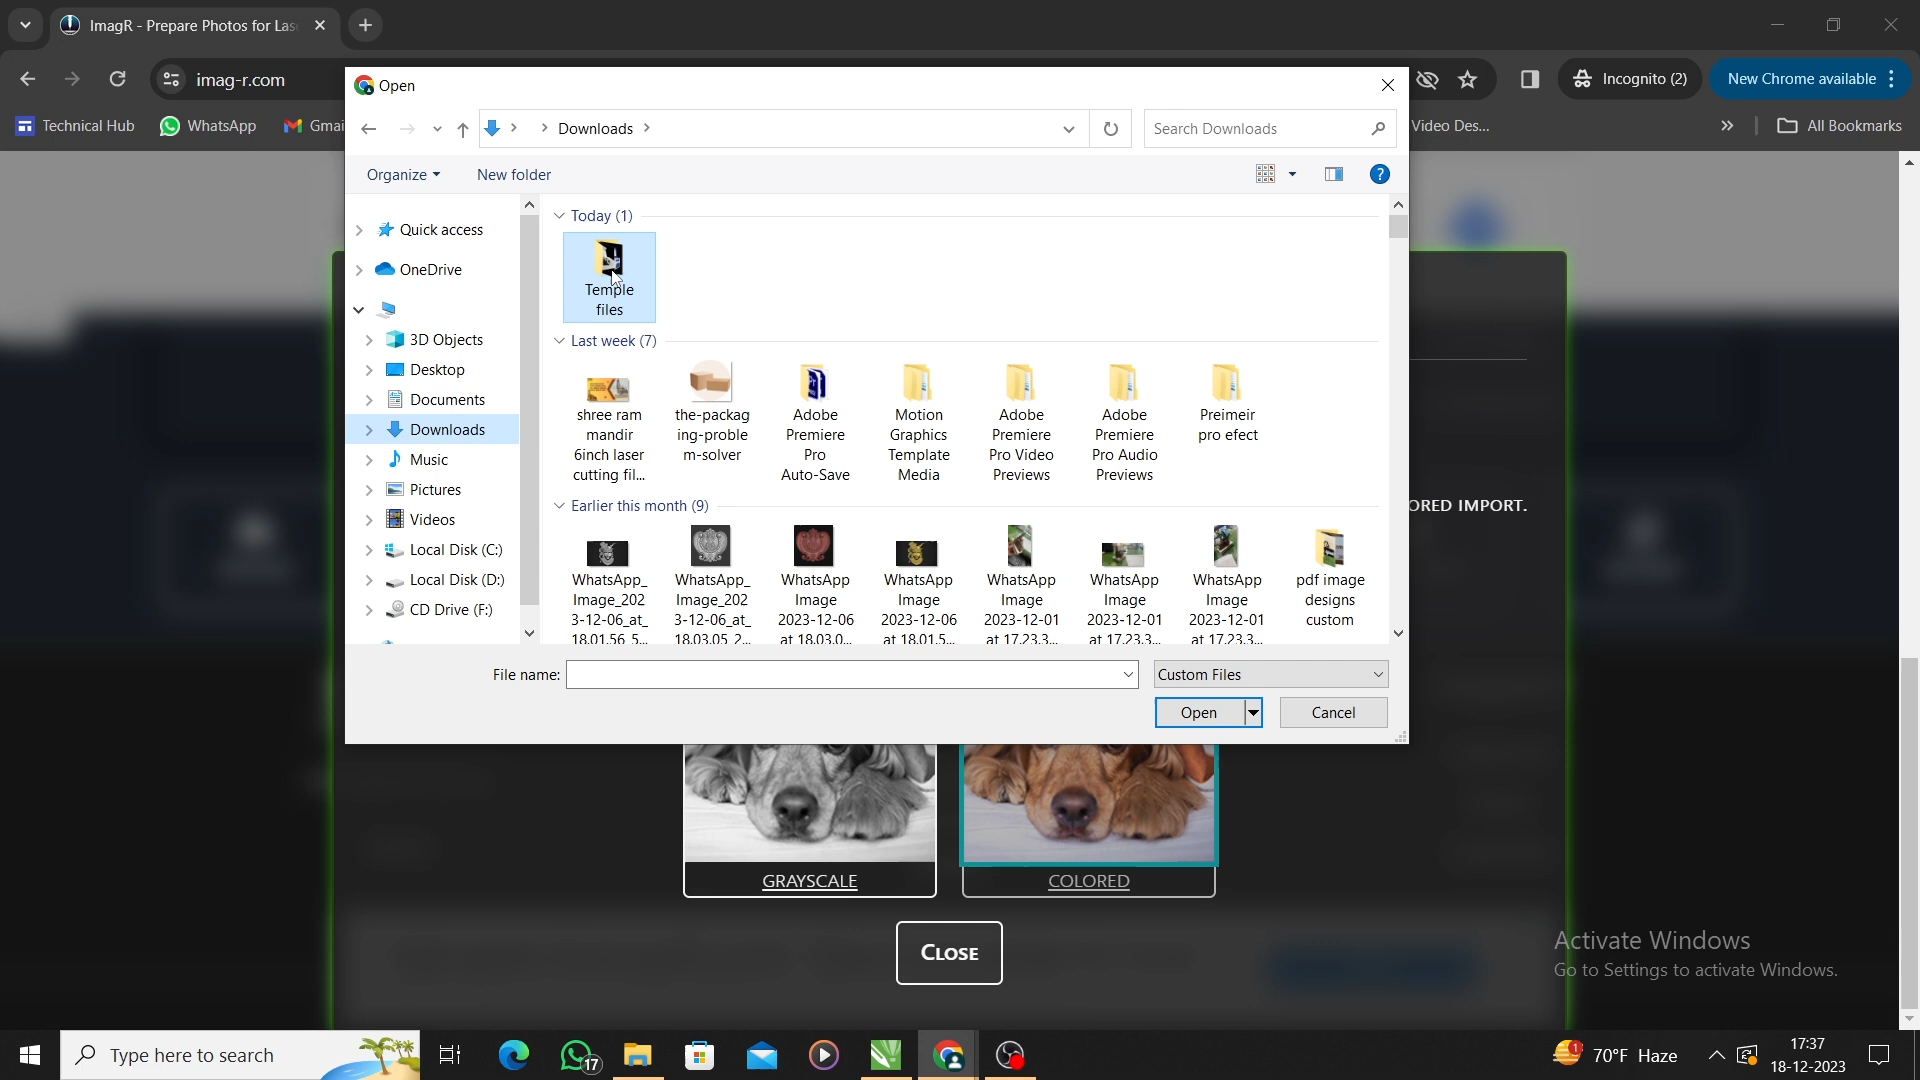 ImagR - Prepare Photos for Las
imag-r.com
Incognito (2)
New Chrome available
Technical Hub
WhatsApp
Gmai
Video Des...
All Bookmarks
Open
Downloads
Search Downloads
Organize
New folder
Quick access
OneDrive
3D Objects
Desktop
Documents
Downloads
Music
Pictures
Videos
Local Disk (C:)
Local Disk (D:)
CD Drive (F:)
Today (1)
Temple
files
Last week (7)
shree ram
mandir
6inch laser
cutting fil...
the-packag
ing-proble
m-solver
Adobe
Premiere
Pro
Auto-Save
Motion
Graphics
Template
Media
Adobe
Premiere
Pro Video
Previews
Adobe
Premiere
Pro Audio
Previews
Preimeir
pro efect
Earlier this month (9)
WhatsApp_
Image_202
3-12-06_at_
18.01.56_5...
WhatsApp_
Image_202
3-12-06_at_
18.03.05_2...
WhatsApp
Image
2023-12-06
at 18.03.0...
WhatsApp
Image
2023-12-06
at 18.01.5...
WhatsApp
Image
2023-12-01
at 17.23.3...
WhatsApp
Image
2023-12-01
at 17.23.3...
WhatsApp
Image
2023-12-01
at 17.23.3...
pdf image
designs
custom
File name:
Custom Files
Open
Cancel
ORED IMPORT.
GRAYSCALE
COLORED
CLOSE
Activate Windows
Go to Settings to activate Windows.
Type here to search
17
1
70°F Haze
17:37
18-12-2023